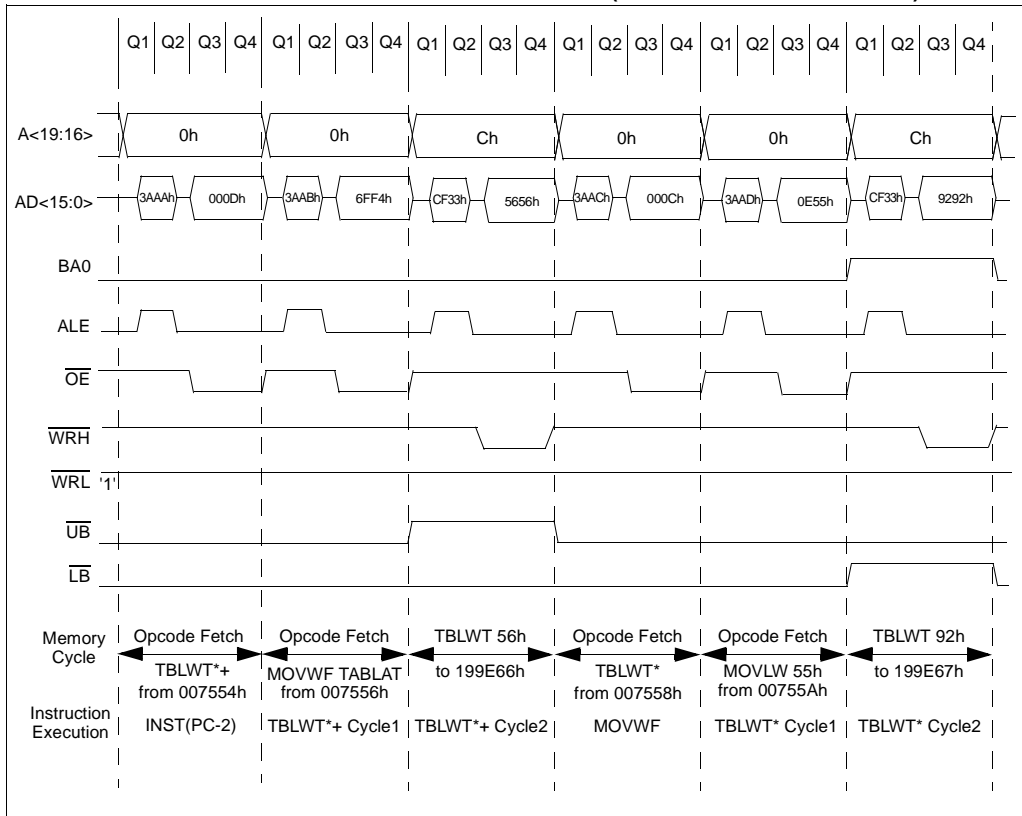 Q1 Q2 Q3 Q4 Q1 Q2 Q3 Q4 Q1 Q2 Q3 Q4 Q1 Q2 Q3 Q4 Q1 Q2 Q3 Q4 Q1 Q2 Q3 Q4
A<19:16> 0h 0h Ch 0h 0h Ch
AD<15:0> 3AAAh 000Dh 3AABh 6FF4h CF33h 5656h 3AACh 000Ch 3AADh 0E55h CF33h 9292h
BA0
ALE
OE
WRH
WRL '1'
UB
LB
Memory Cycle Opcode Fetch Opcode Fetch TBLWT 56h Opcode Fetch Opcode Fetch TBLWT 92h
TBLWT*+ MOVWF TABLAT to 199E66h TBLWT* MOVLW 55h to 199E67h
from 007554h from 007556h from 007558h from 00755Ah
Instruction Execution INST(PC-2) TBLWT*+ Cycle1 TBLWT*+ Cycle2 MOVWF TBLWT* Cycle1 TBLWT* Cycle2